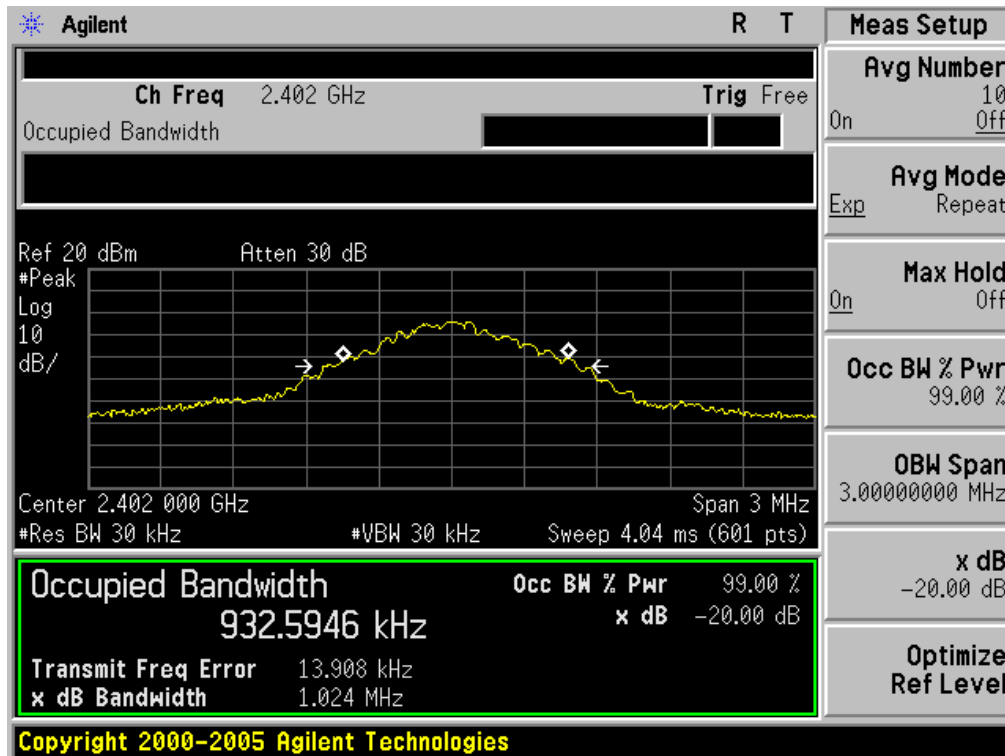 Agilent R T
Ch Freq 2.402 GHz Trig Free
Occupied Bandwidth
Ref 20 dBm Atten 30 dB
#Peak
Log
10
dB/
Center 2.402 000 GHz Span 3 MHz
#Res BW 30 kHz #VBW 30 kHz Sweep 4.04 ms (601 pts)
Occupied Bandwidth Occ BW % Pwr 99.00 %
932.5946 kHz x dB -20.00 dB
Transmit Freq Error 13.908 kHz
x dB Bandwidth 1.024 MHz
Copyright 2000-2005 Agilent Technologies
Meas Setup
Avg Number
10
On Off
Avg Mode
Exp Repeat
Max Hold
On Off
Occ BW % Pwr
99.00 %
OBW Span
3.00000000 MHz
x dB
-20.00 dB
Optimize
Ref Level